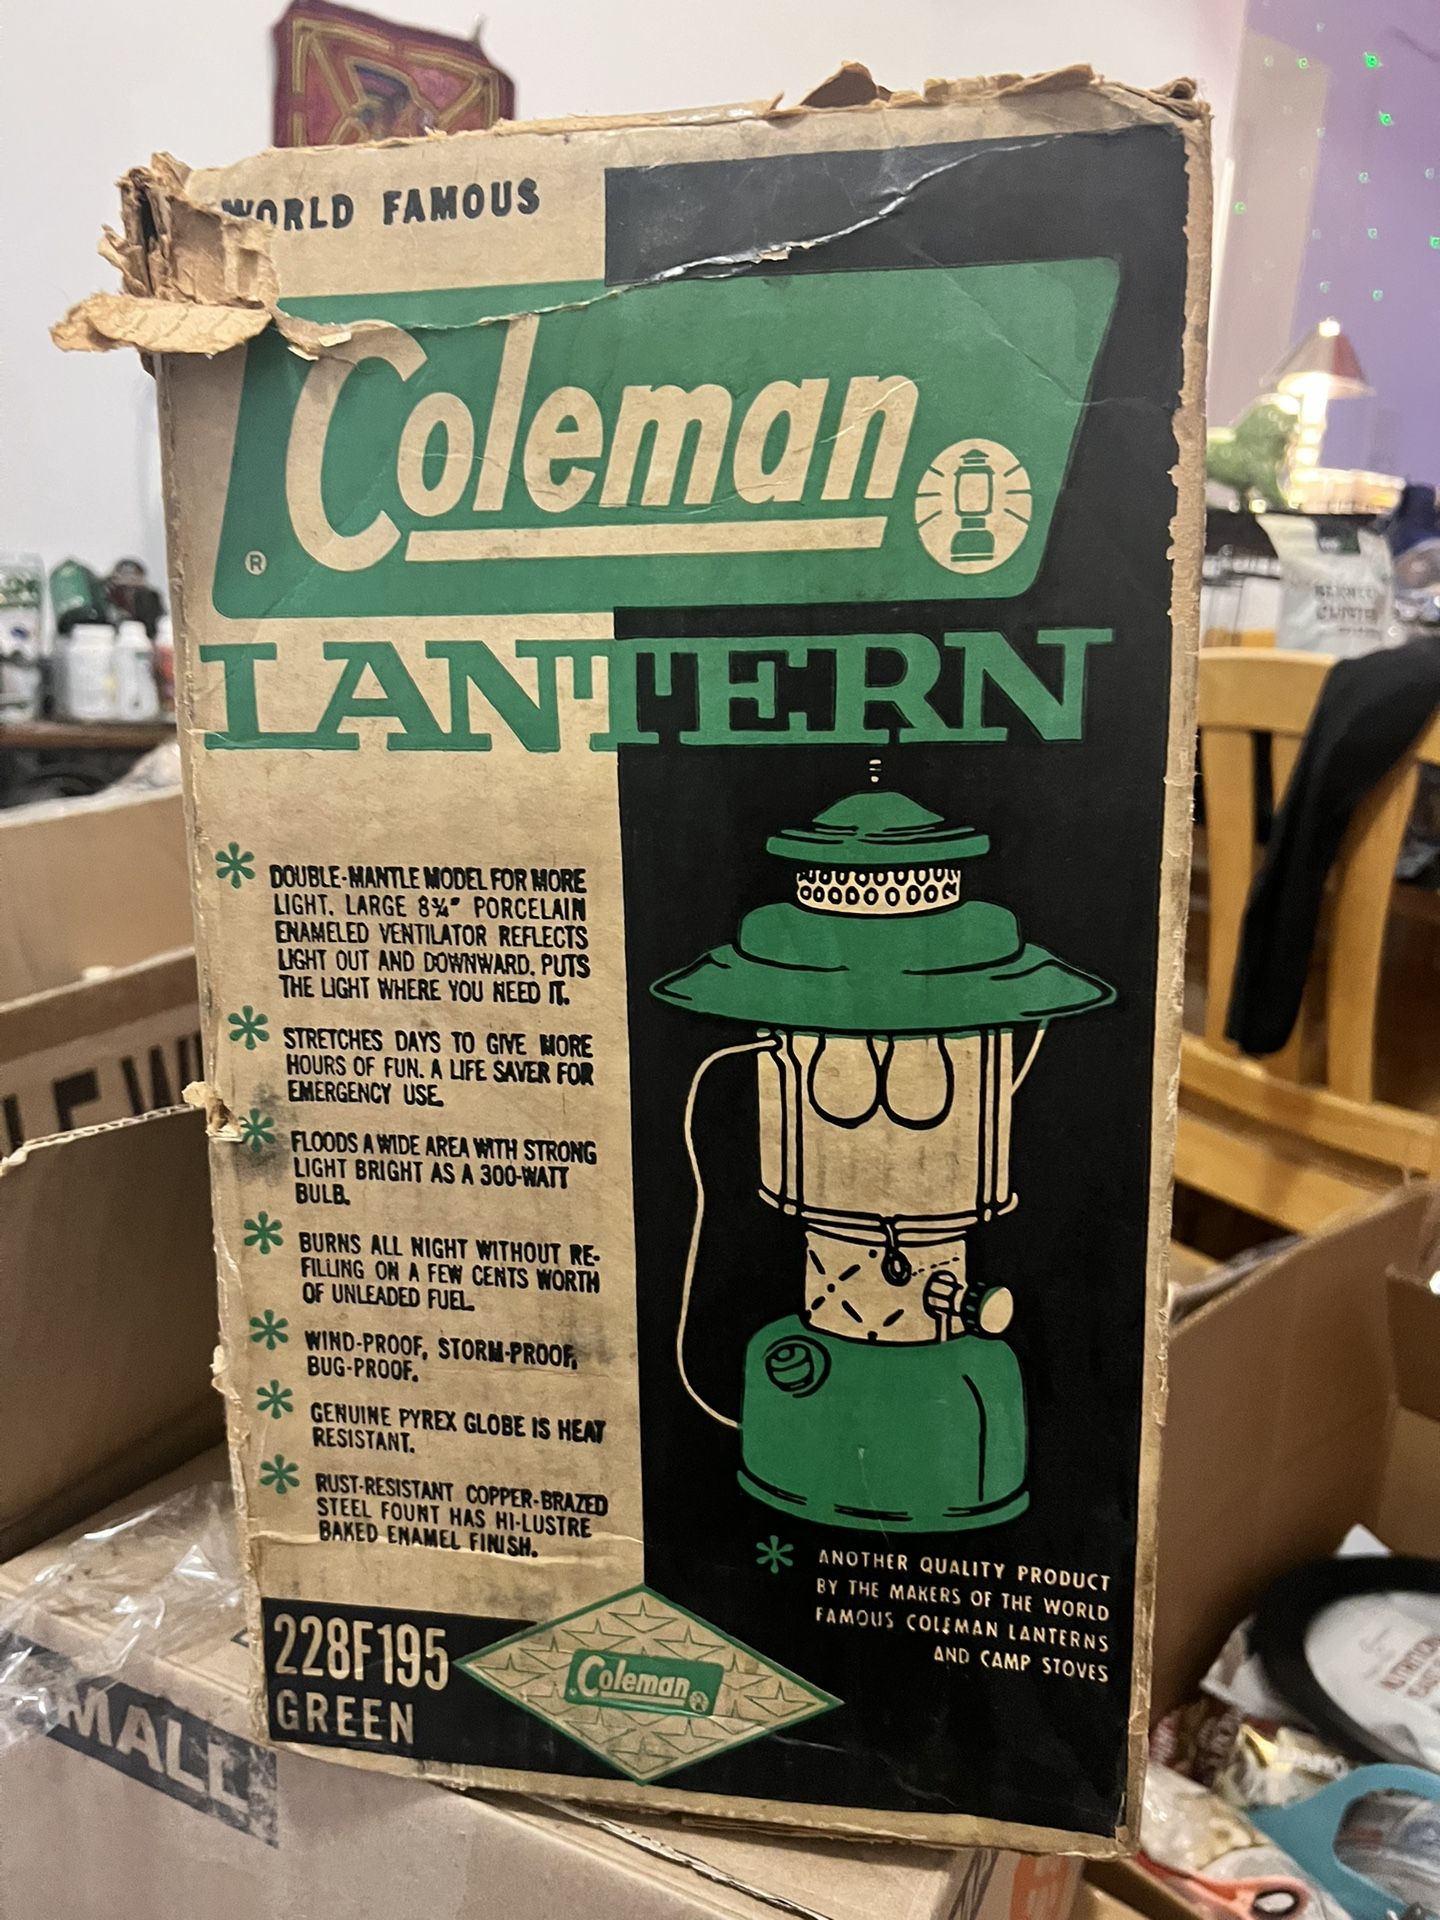 WORLD FAMOUS
Coleman
®
LANTERN
* DOUBLE-MANTLE MODEL FOR MORE
LIGHT. LARGE 8¾" PORCELAIN
ENAMELED VENTILATOR REFLECTS
LIGHT OUT AND DOWNWARD. PUTS
THE LIGHT WHERE YOU NEED IT.
* STRETCHES DAYS TO GIVE MORE
HOURS OF FUN. A LIFE SAVER FOR
EMERGENCY USE.
* FLOODS A WIDE AREA WITH STRONG
LIGHT BRIGHT AS A 300-WATT
BULB.
* BURNS ALL NIGHT WITHOUT RE-
FILLING ON A FEW CENTS WORTH
OF UNLEADED FUEL.
* WIND-PROOF, STORM-PROOF,
BUG-PROOF.
* GENUINE PYREX GLOBE IS HEAT
RESISTANT.
* RUST-RESISTANT COPPER-BRAZED
STEEL FOUNT HAS HI-LUSTRE
BAKED ENAMEL FINISH.
* ANOTHER QUALITY PRODUCT
BY THE MAKERS OF THE WORLD
FAMOUS COLEMAN LANTERNS
AND CAMP STOVES
228F195
GREEN
Coleman ®
MALL